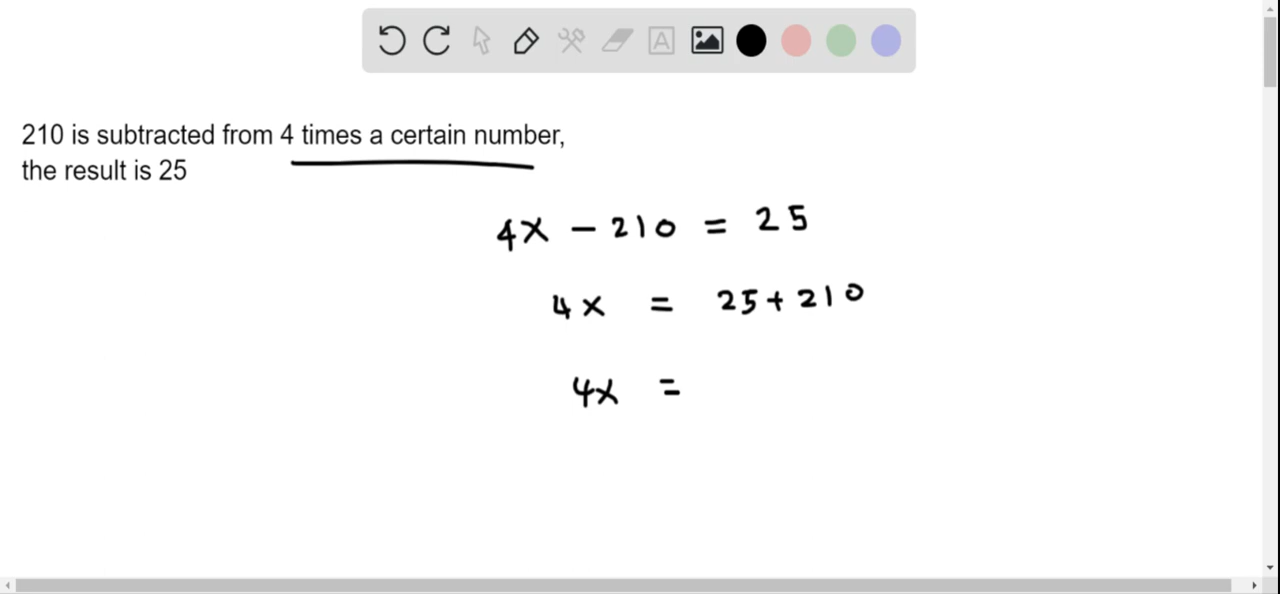 210 is subtracted from 4 times a certain number,
the result is 25
4x - 210 = 25
4x = 25 + 210
4x =